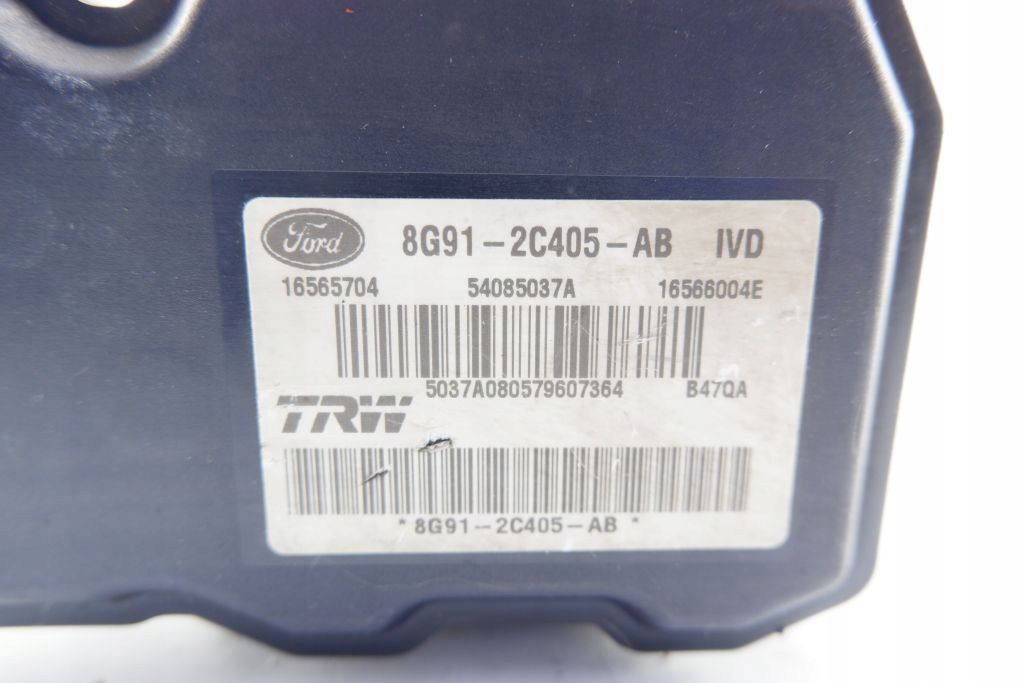 Ford 8G91-2C405-AB IVD
16565704 54085037A 16566004E
5037A080579607364 B47QA
TRW
*8G91-2C405-AB*